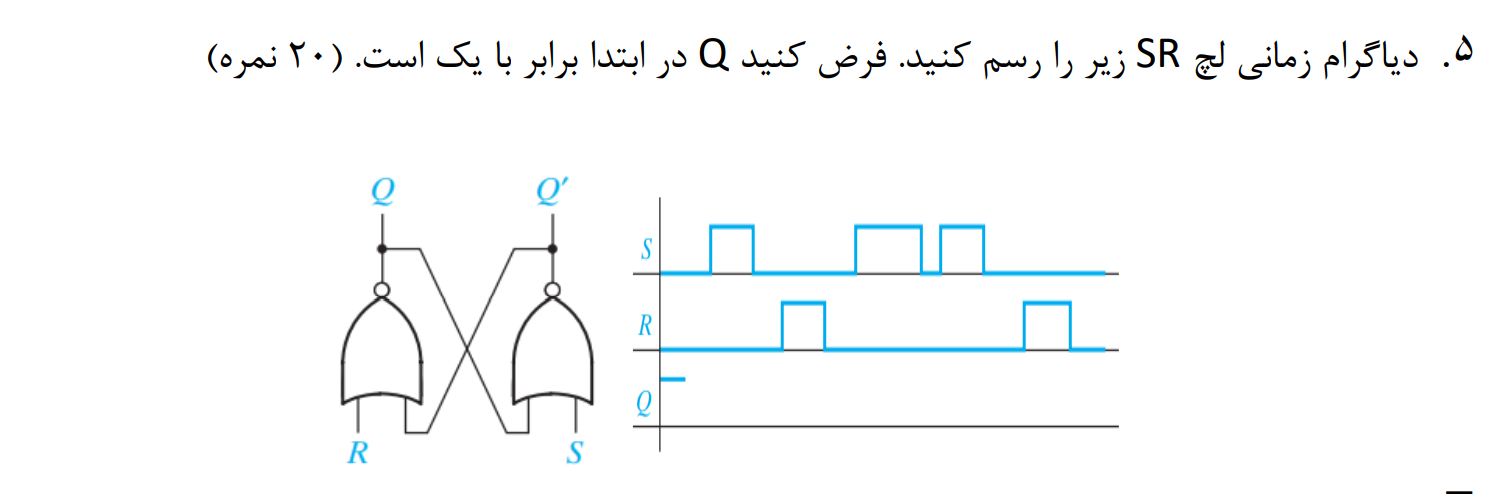 ۵. دیاگرام زمانی لچ SR زیر را رسم کنید. فرض کنید Q در ابتدا برابر با یک است. (۲۰ نمره)
Q Q′
S
R
Q
R S